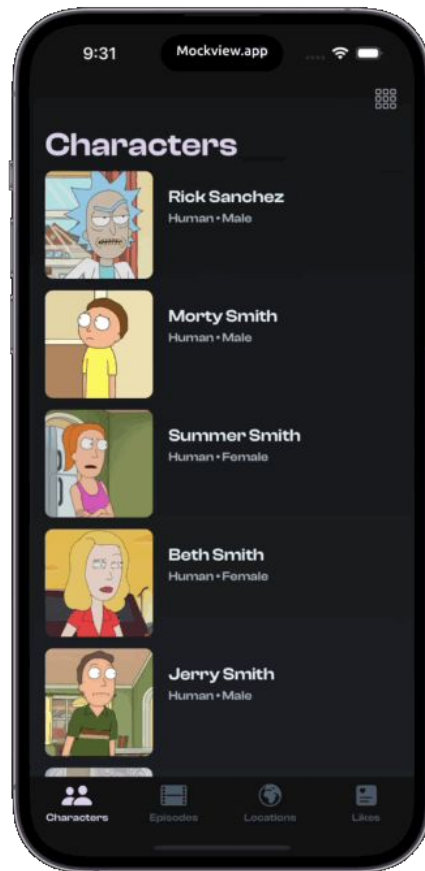 9:31
Mockview.app
Characters
Rick Sanchez
Human • Male
Morty Smith
Human • Male
Summer Smith
Human • Female
Beth Smith
Human • Female
Jerry Smith
Human • Male
Characters Episodes Locations Likes